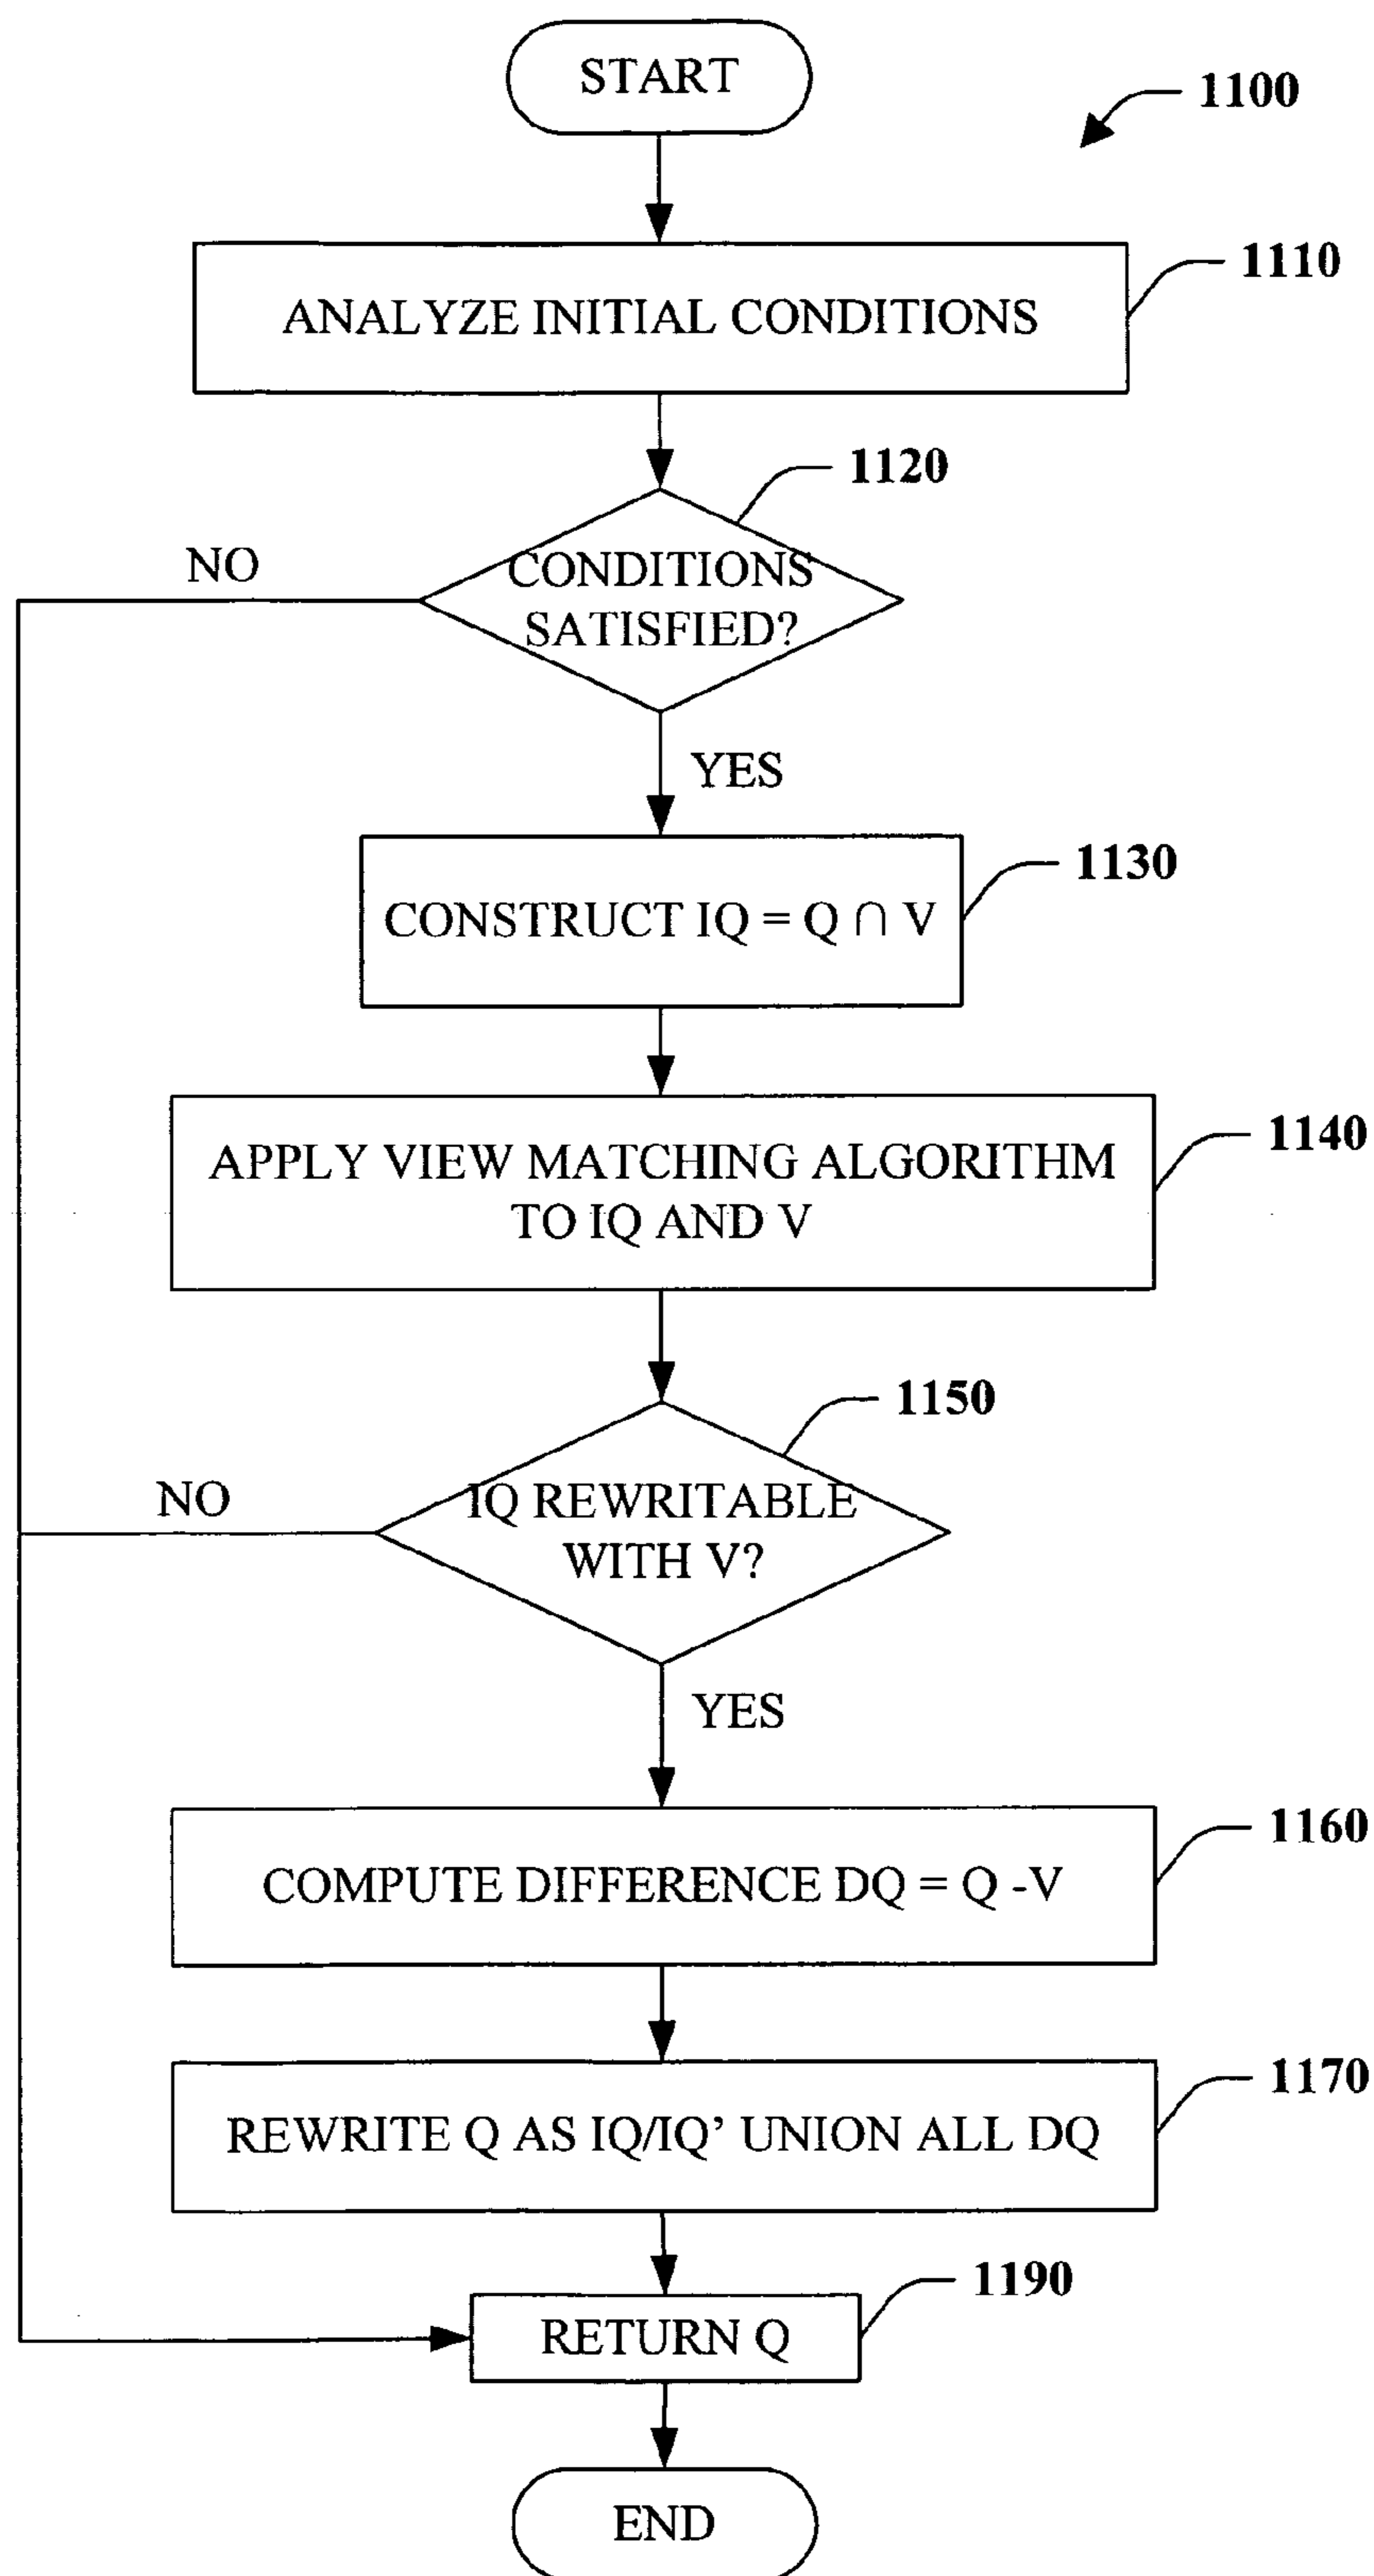 START
1100
ANALYZE INITIAL CONDITIONS
1110
1120
NO
CONDITIONS
SATISFIED?
YES
1130
CONSTRUCT IQ = Q ∩ V
1140
APPLY VIEW MATCHING ALGORITHM
TO IQ AND V
1150
NO
IQ REWRITABLE
WITH V?
YES
1160
COMPUTE DIFFERENCE DQ = Q -V
1170
REWRITE Q AS IQ/IQ’ UNION ALL DQ
1190
RETURN Q
END